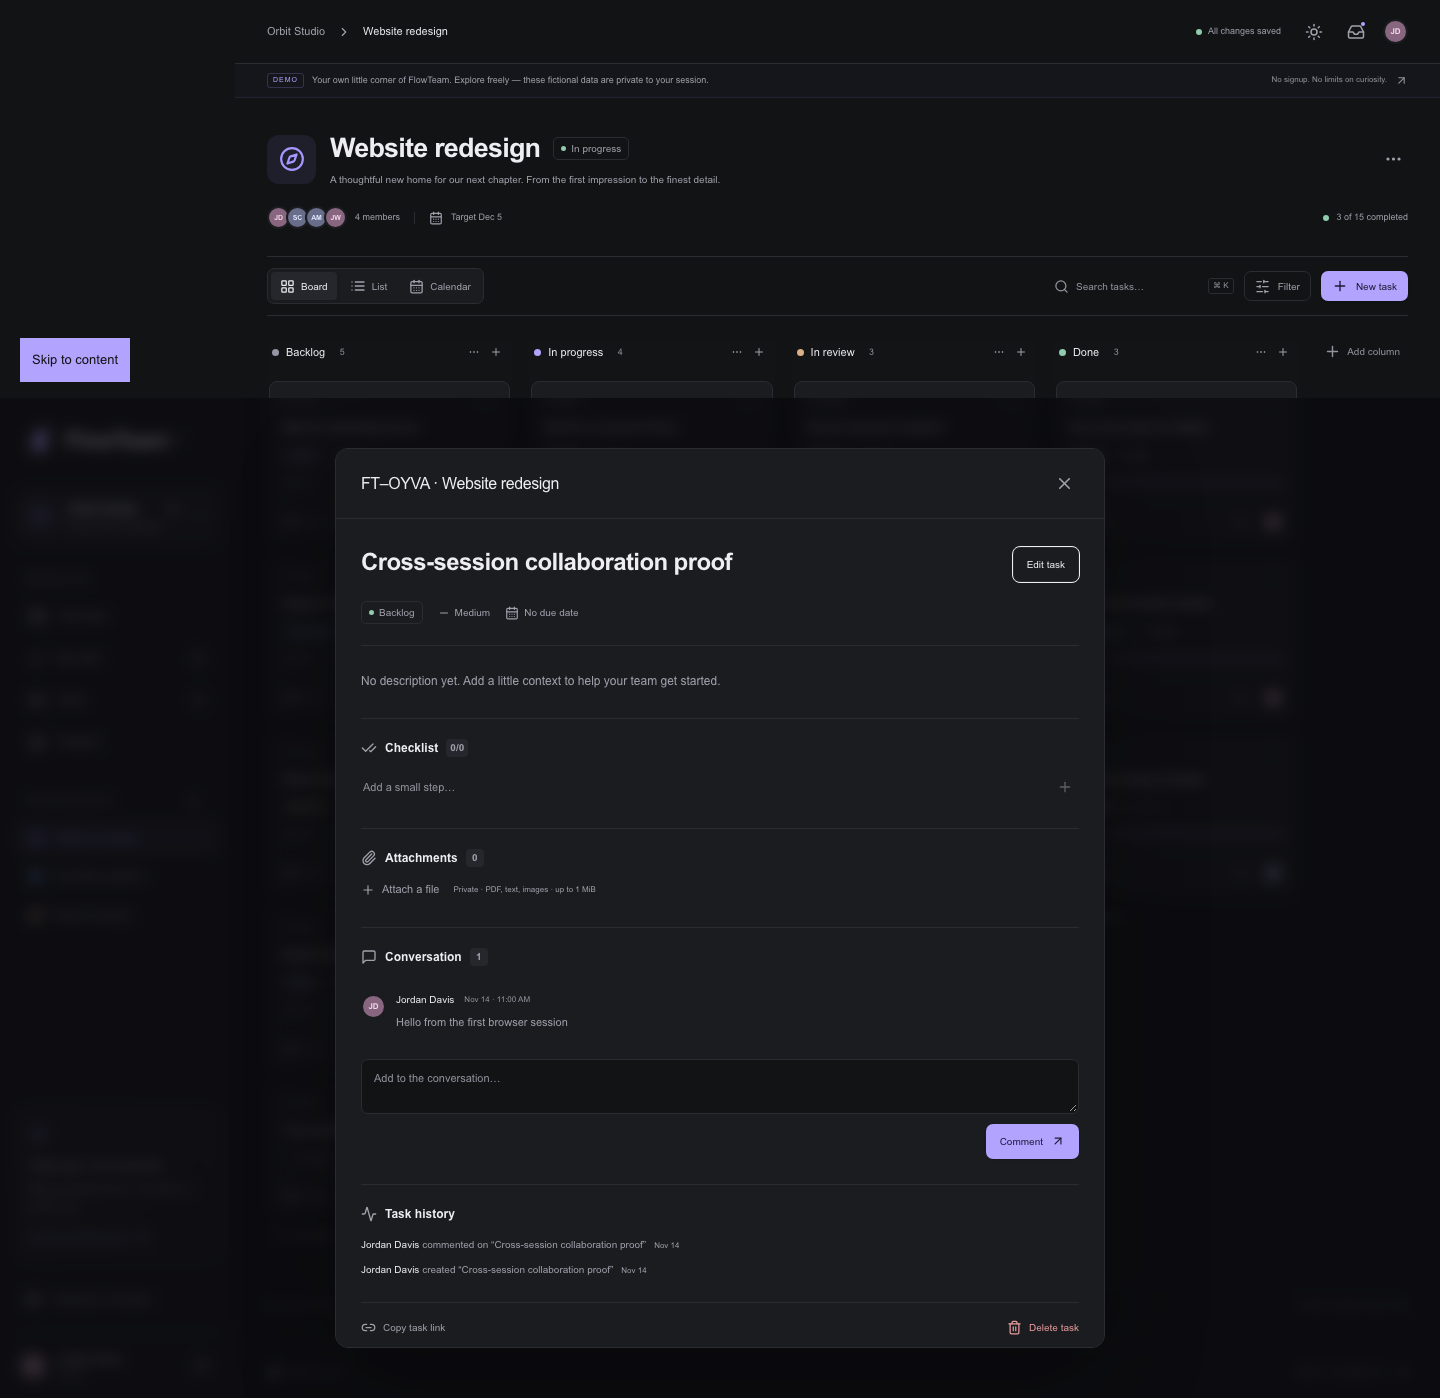 Orbit Studio > Website redesign
All changes saved
JD
DEMO Your own little corner of FlowTeam. Explore freely — these fictional data are private to your session.
No signup. No limits on curiosity.
Website redesign
In progress
A thoughtful new home for our next chapter. From the first impression to the finest detail.
JD SC AM JW 4 members Target Dec 5
3 of 15 completed
Board List Calendar
Search tasks… ⌘ K Filter New task
Skip to content
Backlog 5
In progress 4
In review 3
Done 3
Add column
FlowTeam
FT–OYVA · Website redesign
Cross-session collaboration proof
Edit task
Backlog Medium No due date
No description yet. Add a little context to help your team get started.
Checklist 0/0
Add a small step…
Attachments 0
Attach a file Private · PDF, text, images · up to 1 MiB
Conversation 1
JD Jordan Davis Nov 14 · 11:00 AM
Hello from the first browser session
Add to the conversation…
Comment
Task history
Jordan Davis commented on “Cross-session collaboration proof” Nov 14
Jordan Davis created “Cross-session collaboration proof” Nov 14
Copy task link
Delete task